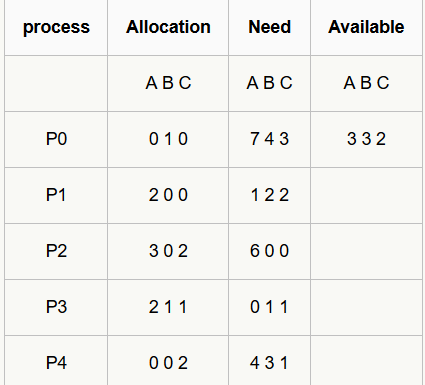 process Allocation Need Available
A B C A B C A B C
P0 0 1 0 7 4 3 3 3 2
P1 2 0 0 1 2 2
P2 3 0 2 6 0 0
P3 2 1 1 0 1 1
P4 0 0 2 4 3 1